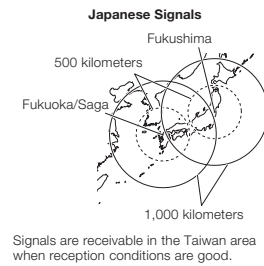 Japanese Signals
Fukushima
500 kilometers
Fukuoka/Saga
1,000 kilometers
Signals are receivable in the Taiwan area
when reception conditions are good.